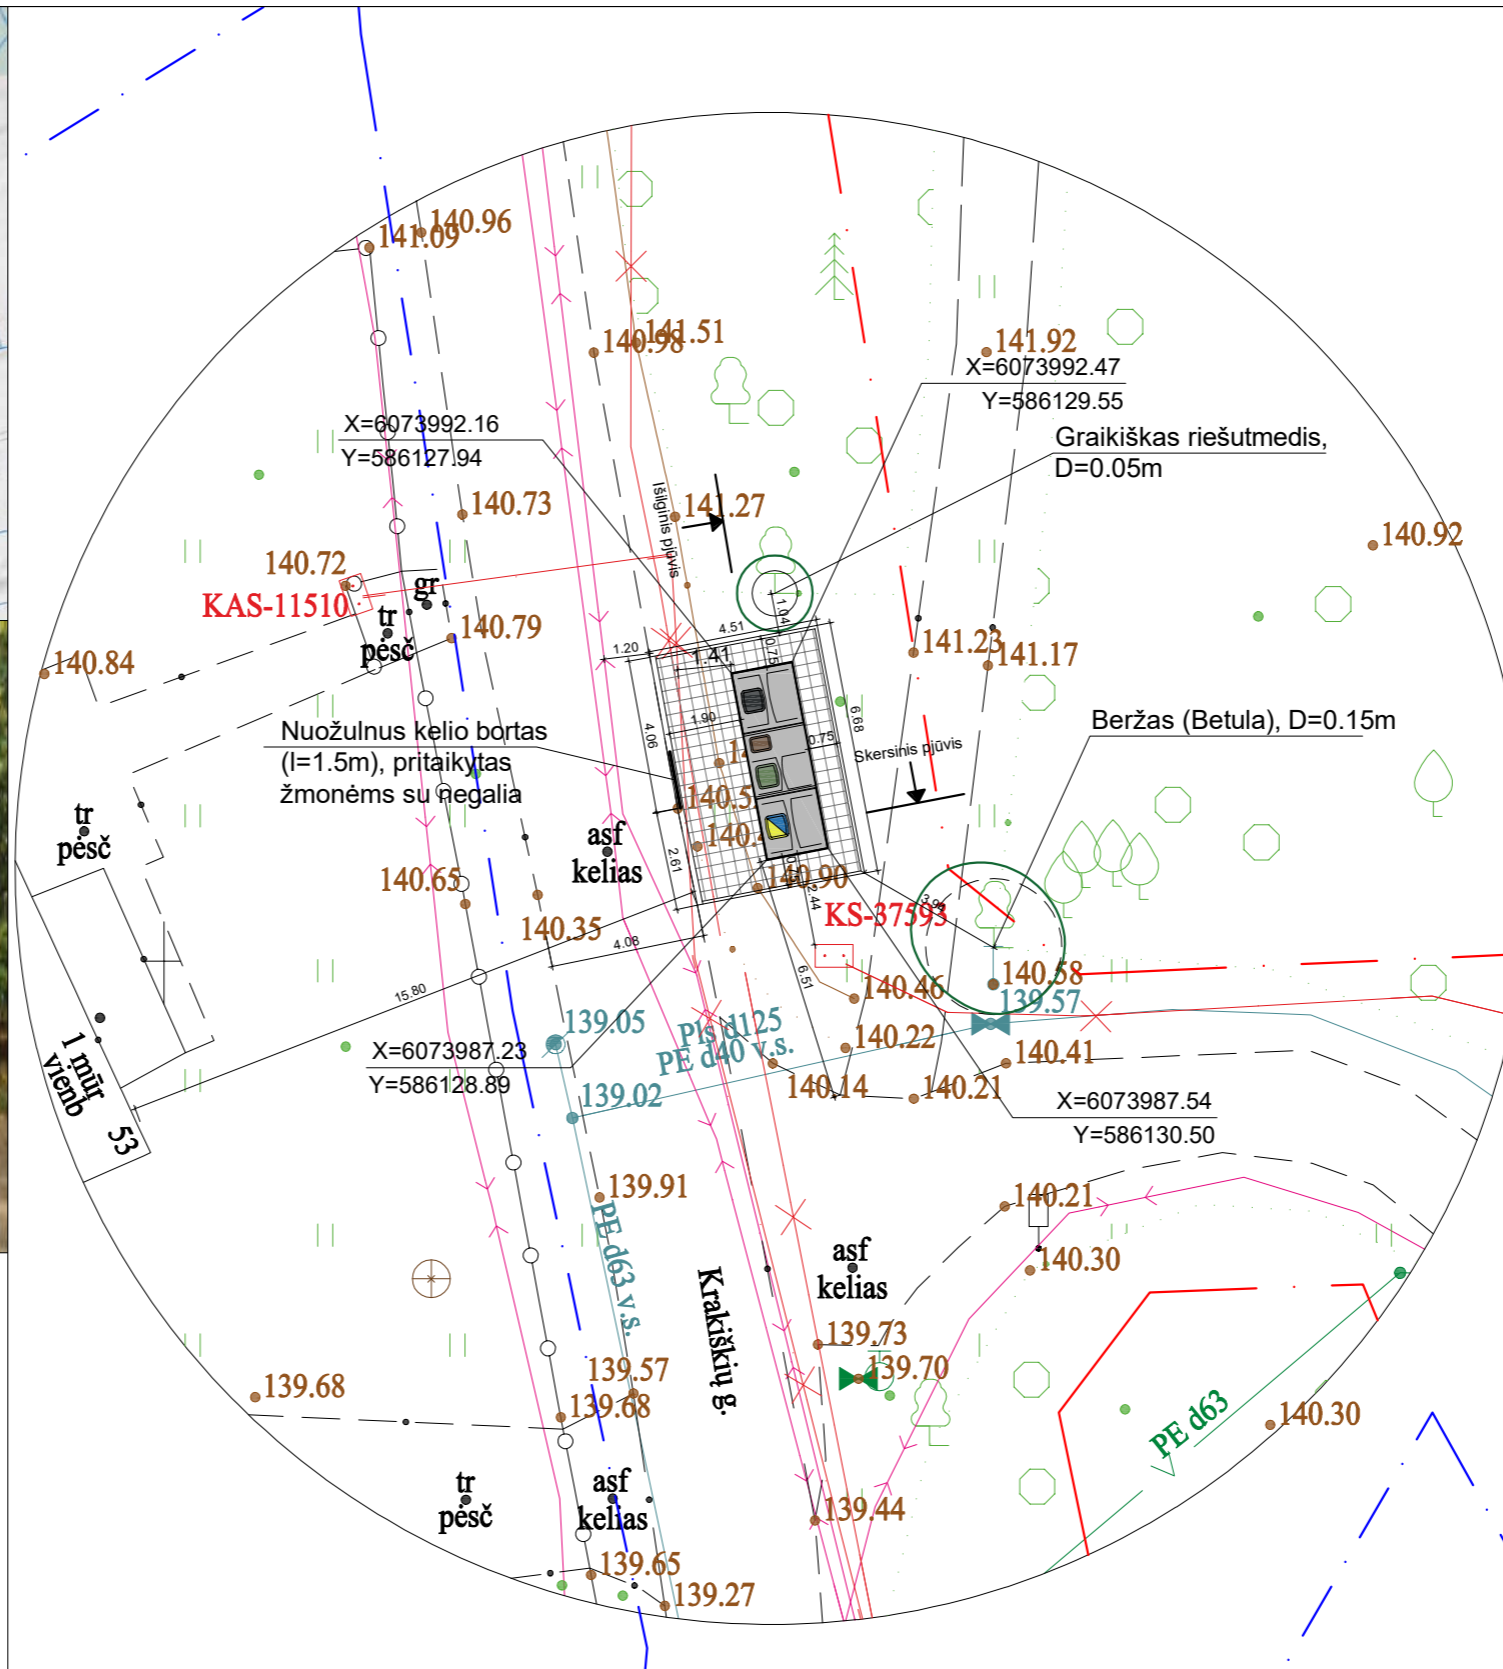 140.96
141.09
141.51
140.98
141.92
X=6073992.47
Y=586129.55
X=6073992.16
Y=586127.94
Graikiškas riešutmedis,
D=0.05m
Išilginis pjūvis
141.27
140.73
140.92
140.72
KAS-11510
gr
tr
pėsč
140.79
140.84
1.04
4.51
1.20
0.75
141.23
141.17
1.90
4.06
6.68
0.75
Skersinis pjūvis
Beržas (Betula), D=0.15m
Nuožulnus kelio bortas
(l=1.5m), pritaikytas
žmonėms su negalia
tr
pėsč
asf
kelias
2.61
140.90
140.65
2.44
KS-37593
140.35
4.08
6.51
15.80
140.58
139.57
140.46
139.05
Pls d125
PE d40 v.s.
140.22
140.41
X=6073987.23
Y=586128.89
139.02
140.14
140.21
X=6073987.54
Y=586130.50
1 mūr
vienb
53
139.91
PE d63 v.s.
140.21
140.30
Krakiškių g.
asf
kelias
139.73
139.70
139.57
139.68
139.68
140.30
PE d63
tr
pėsč
asf
kelias
139.44
139.65
139.27